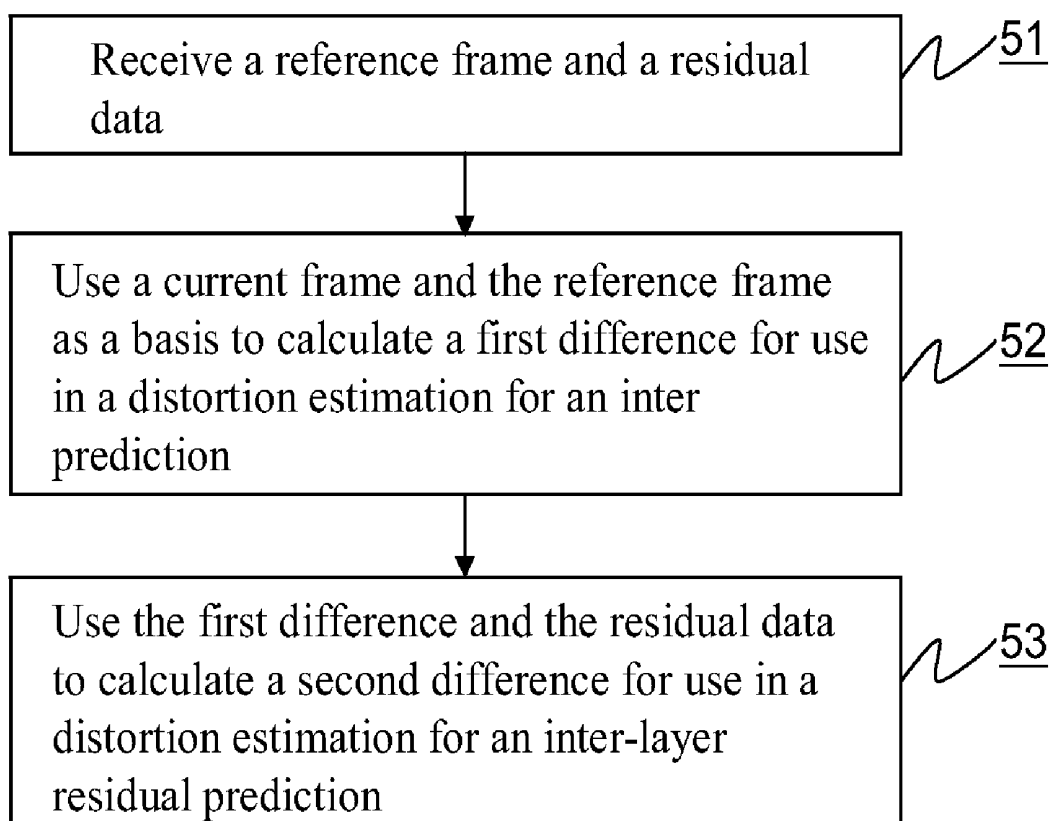 Receive a reference frame and a residual
data
51
Use a current frame and the reference frame
as a basis to calculate a first difference for use
in a distortion estimation for an inter
prediction
52
Use the first difference and the residual data
to calculate a second difference for use in a
distortion estimation for an inter-layer
residual prediction
53